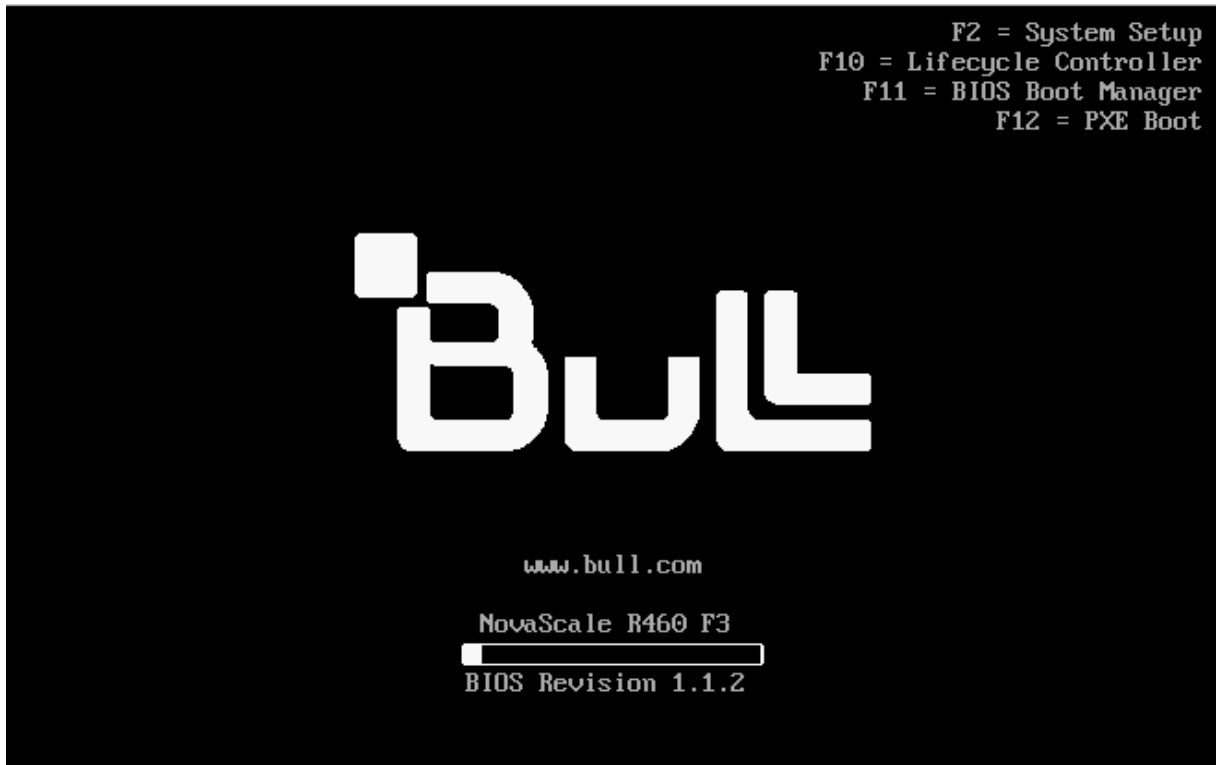 F2 = System Setup
F10 = Lifecycle Controller
F11 = BIOS Boot Manager
F12 = PXE Boot
Bull
www.bull.com
NovaScale R460 F3
BIOS Revision 1.1.2